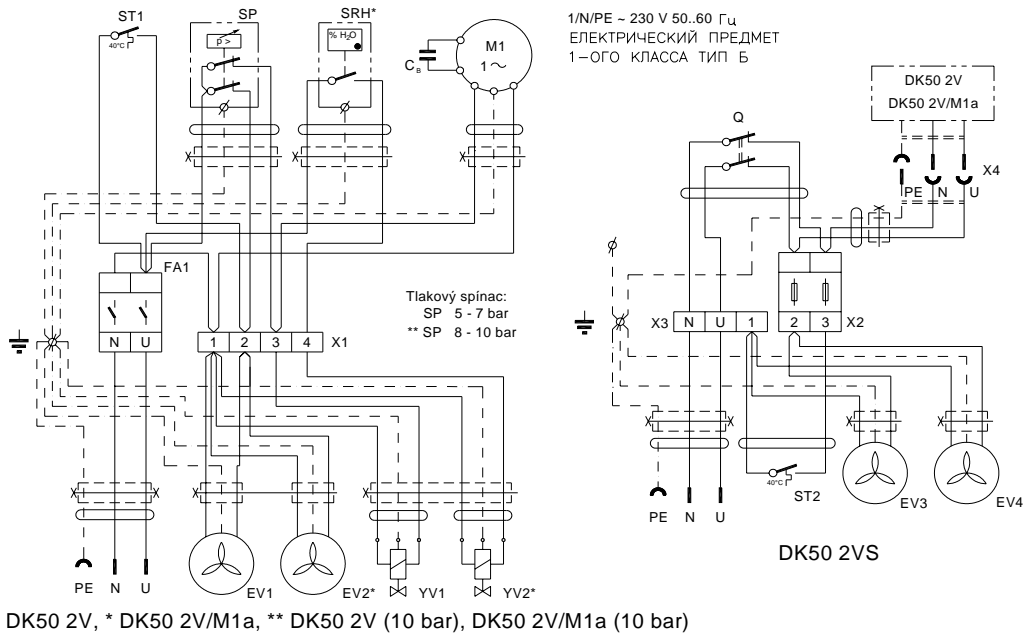 ST1
40°C
SP
p >
SRH*
% H₂O
M1
1 ~
C_B
1/N/PE ~ 230 V 50..60 Гц
ЕЛЕКТРИЧЕСКИЙ ПРЕДМЕТ
1-ОГО КЛАССА ТИП Б
DK50 2V
DK50 2V/M1a
Q
X4
PE N U
FA1
N U
Tlakový spínac:
SP 5 - 7 bar
** SP 8 - 10 bar
1 2 3 4 X1
X3 N U 1 2 3 X2
40°C
ST2
EV3
EV4
PE N U
DK50 2VS
PE N U
EV1
EV2*
YV1
YV2*
DK50 2V, * DK50 2V/M1a, ** DK50 2V (10 bar), DK50 2V/M1a (10 bar)